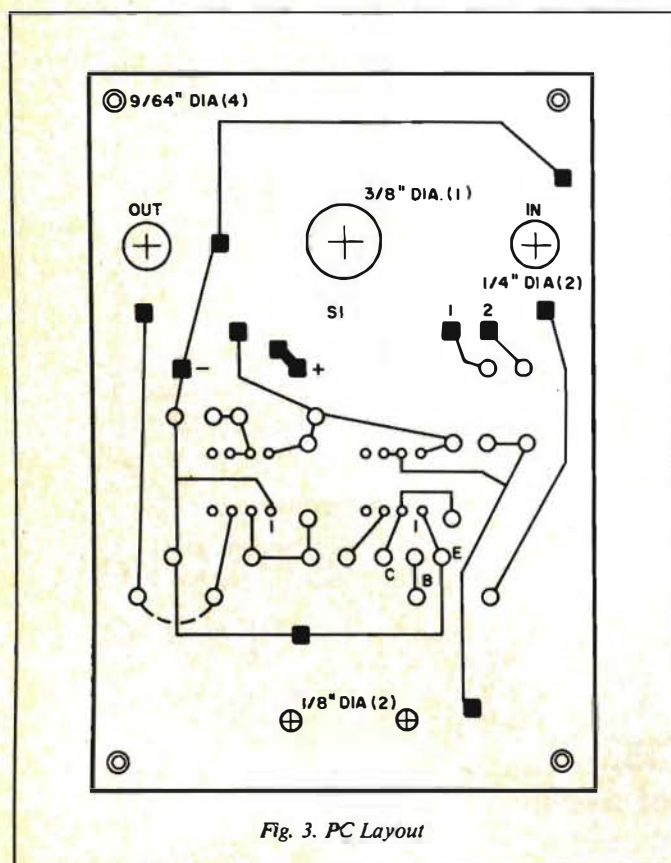 9/64" DIA(4)
3/8" DIA.(1)
OUT
IN
1/4" DIA(2)
S1
1 2
- +
1 1
E
C
B
1/8" DIA(2)
Fig. 3. PC Layout